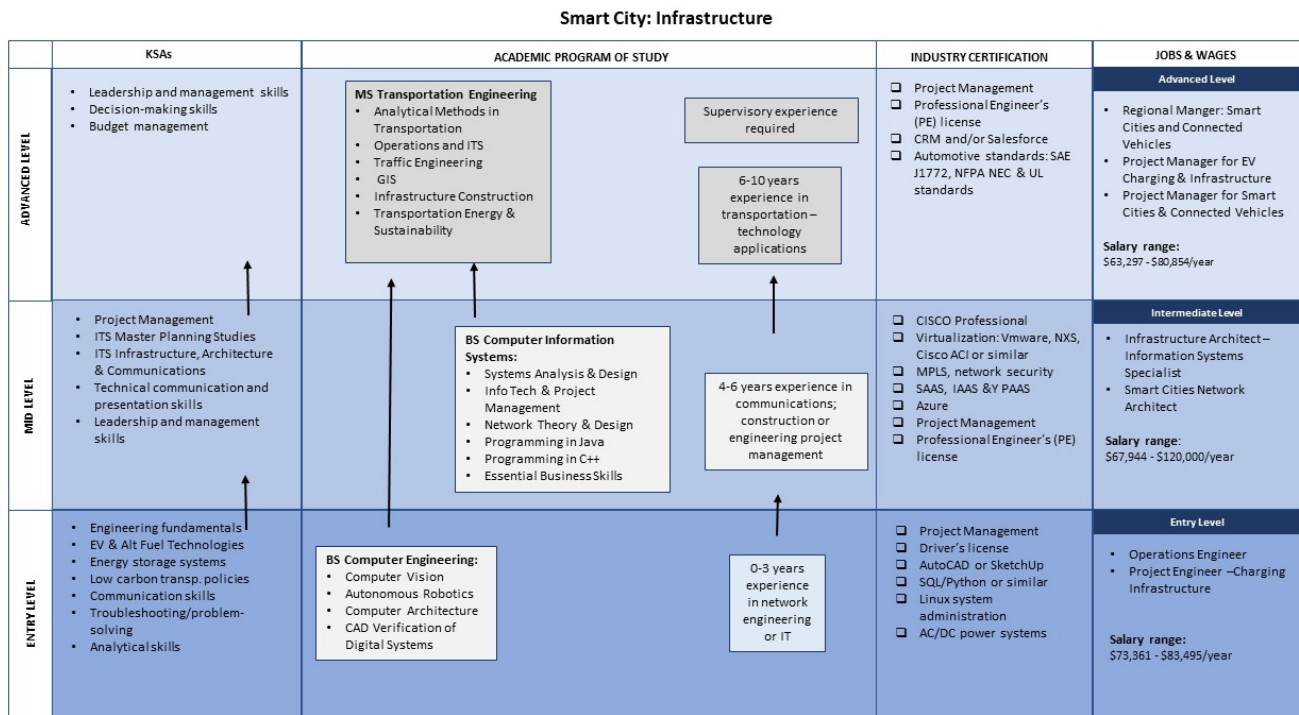 Smart City: Infrastructure
KSAs
ACADEMIC PROGRAM OF STUDY
INDUSTRY CERTIFICATION
JOBS & WAGES
ADVANCED LEVEL
• Leadership and management skills
• Decision-making skills
• Budget management
MS Transportation Engineering
• Analytical Methods in
Transportation
• Operations and ITS
• Traffic Engineering
• GIS
• Infrastructure Construction
• Transportation Energy &
Sustainability
Supervisory experience
required
6-10 years
experience in
transportation –
technology
applications
❑ Project Management
❑ Professional Engineer's
(PE) license
❑ CRM and/or Salesforce
❑ Automotive standards: SAE
J1772, NFPA NEC & UL
standards
Advanced Level
• Regional Manger: Smart
Cities and Connected
Vehicles
• Project Manager for EV
Charging & Infrastructure
• Project Manager for Smart
Cities & Connected Vehicles
Salary range:
$63,297 - $80,854/year
MID LEVEL
• Project Management
• ITS Master Planning Studies
• ITS Infrastructure, Architecture
& Communications
• Technical communication and
presentation skills
• Leadership and management
skills
BS Computer Information
Systems:
• Systems Analysis & Design
• Info Tech & Project
Management
• Network Theory & Design
• Programming in Java
• Programming in C++
• Essential Business Skills
4-6 years experience in
communications;
construction or
engineering project
management
❑ CISCO Professional
❑ Virtualization: Vmware, NXS,
Cisco ACI or similar
❑ MPLS, network security
❑ SAAS, IAAS &Y PAAS
❑ Azure
❑ Project Management
❑ Professional Engineer's (PE)
license
Intermediate Level
• Infrastructure Architect –
Information Systems
Specialist
• Smart Cities Network
Architect
Salary range:
$67,944 - $120,000/year
ENTRY LEVEL
• Engineering fundamentals
• EV & Alt Fuel Technologies
• Energy storage systems
• Low carbon transp. policies
• Communication skills
• Troubleshooting/problem-
solving
• Analytical skills
BS Computer Engineering:
• Computer Vision
• Autonomous Robotics
• Computer Architecture
• CAD Verification of
Digital Systems
0-3 years
experience
in network
engineering
or IT
❑ Project Management
❑ Driver's license
❑ AutoCAD or SketchUp
❑ SQL/Python or similar
❑ Linux system
administration
❑ AC/DC power systems
Entry Level
• Operations Engineer
• Project Engineer –Charging
Infrastructure
Salary range:
$73,361 - $83,495/year